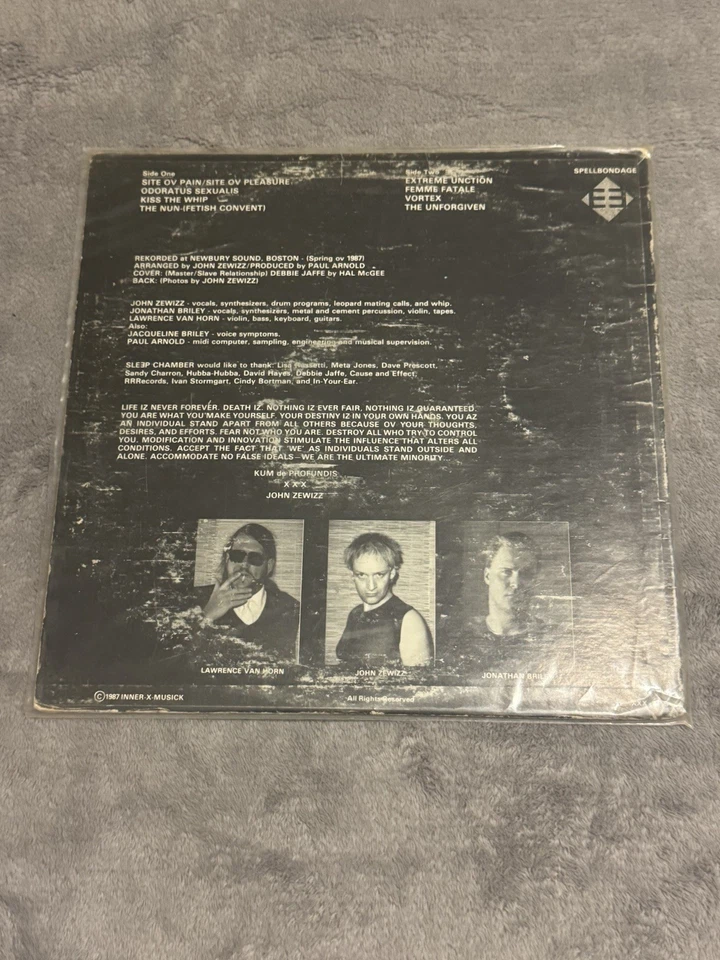 Side One
SITE OV PAIN/SITE OV PLEASURE
ODORATUS SEXUALIS
KISS THE WHIP
THE NUN-(FETISH CONVENT)
Side Two
EXTREME UNCTION
FEMME FATALE
VORTEX
THE UNFORGIVEN
SPELLBONDAGE
REKORDED at NEWBURY SOUND, BOSTON - (Spring ov 1987)
ARRANGED by JOHN ZEWIZZ/PRODUCED by PAUL ARNOLD
COVER: (Master/Slave Relationship) DEBBIE JAFFE by HAL McGEE
BACK: (Photos by JOHN ZEWIZZ)
JOHN ZEWIZZ - vocals, synthesizers, drum programs, leopard mating calls, and whip.
JONATHAN BRILEY - vocals, synthesizers, metal and cement percussion, violin, tapes.
LAWRENCE VAN HORN - violin, bass, keyboard, guitars.
Also:
JACQUELINE BRILEY - voice symptoms.
PAUL ARNOLD - midi computer, sampling, engineering and musical supervision.
SLEƎP CHAMBER would like to thank: Lisa Meta Jones, Dave Prescott,
Sandy Charron, Hubba-Hubba, David Hayes, Debbie Jaffe, Cause and Effect,
RRRecords, Ivan Stormgart, Cindy Bortman, and In-Your-Ear.
LIFE IZ NEVER FOREVER. DEATH IZ. NOTHING IZ EVER FAIR, NOTHING IZ GUARANTEED.
YOU ARE WHAT YOU MAKE YOURSELF. YOUR DESTINY IZ IN YOUR OWN HANDS. YOU AZ
AN INDIVIDUAL STAND APART FROM ALL OTHERS BECAUSE OV YOUR THOUGHTS,
DESIRES, AND EFFORTS. FEAR NOT WHO YOU ARE. DESTROY ALL WHO TRY TO CONTROL
YOU. MODIFICATION AND INNOVATION STIMULATE THE INFLUENCE THAT ALTERS ALL
CONDITIONS. ACCEPT THE FACT THAT 'WE' AS INDIVIDUALS STAND OUTSIDE AND
ALONE. ACCOMMODATE NO FALSE IDEALS—WE ARE THE ULTIMATE MINORITY.
KUM de PROFUNDIS
X X X
JOHN ZEWIZZ
LAWRENCE VAN HORN
JOHN ZEWIZZ
JONATHAN BRIL
©1987 INNER-X-MUSICK
All Rights Reserved